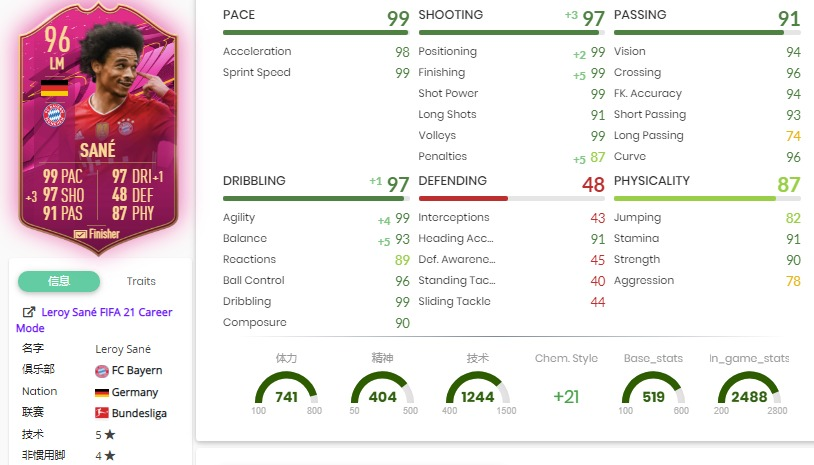 96
LM
SANÉ
99 PAC 97 DRI +1
+3 97 SHO 48 DEF
91 PAS 87 PHY
Finisher
信息 Traits
Leroy Sané FIFA 21 Career
Mode
名字 Leroy Sané
俱乐部 FC Bayern
Nation Germany
联赛 Bundesliga
技术 5 ★
非惯用脚 4 ★
PACE 99
Acceleration 98
Sprint Speed 99
SHOOTING +3 97
Positioning +2 99
Finishing +5 99
Shot Power 99
Long Shots 91
Volleys 99
Penalties +5 87
PASSING 91
Vision 94
Crossing 96
FK. Accuracy 94
Short Passing 93
Long Passing 74
Curve 96
DRIBBLING +1 97
Agility +4 99
Balance +5 93
Reactions 89
Ball Control 96
Dribbling 99
Composure 90
DEFENDING 48
Interceptions 43
Heading Acc... 91
Def. Awarene... 45
Standing Tac... 40
Sliding Tackle 44
PHYSICALITY 87
Jumping 82
Stamina 91
Strength 90
Aggression 78
体力 精神 技术 Chem. Style Base_stats In_game_stats
741 404 1244 +21 519 2488
100 800 50 500 400 1500 100 600 200 2800